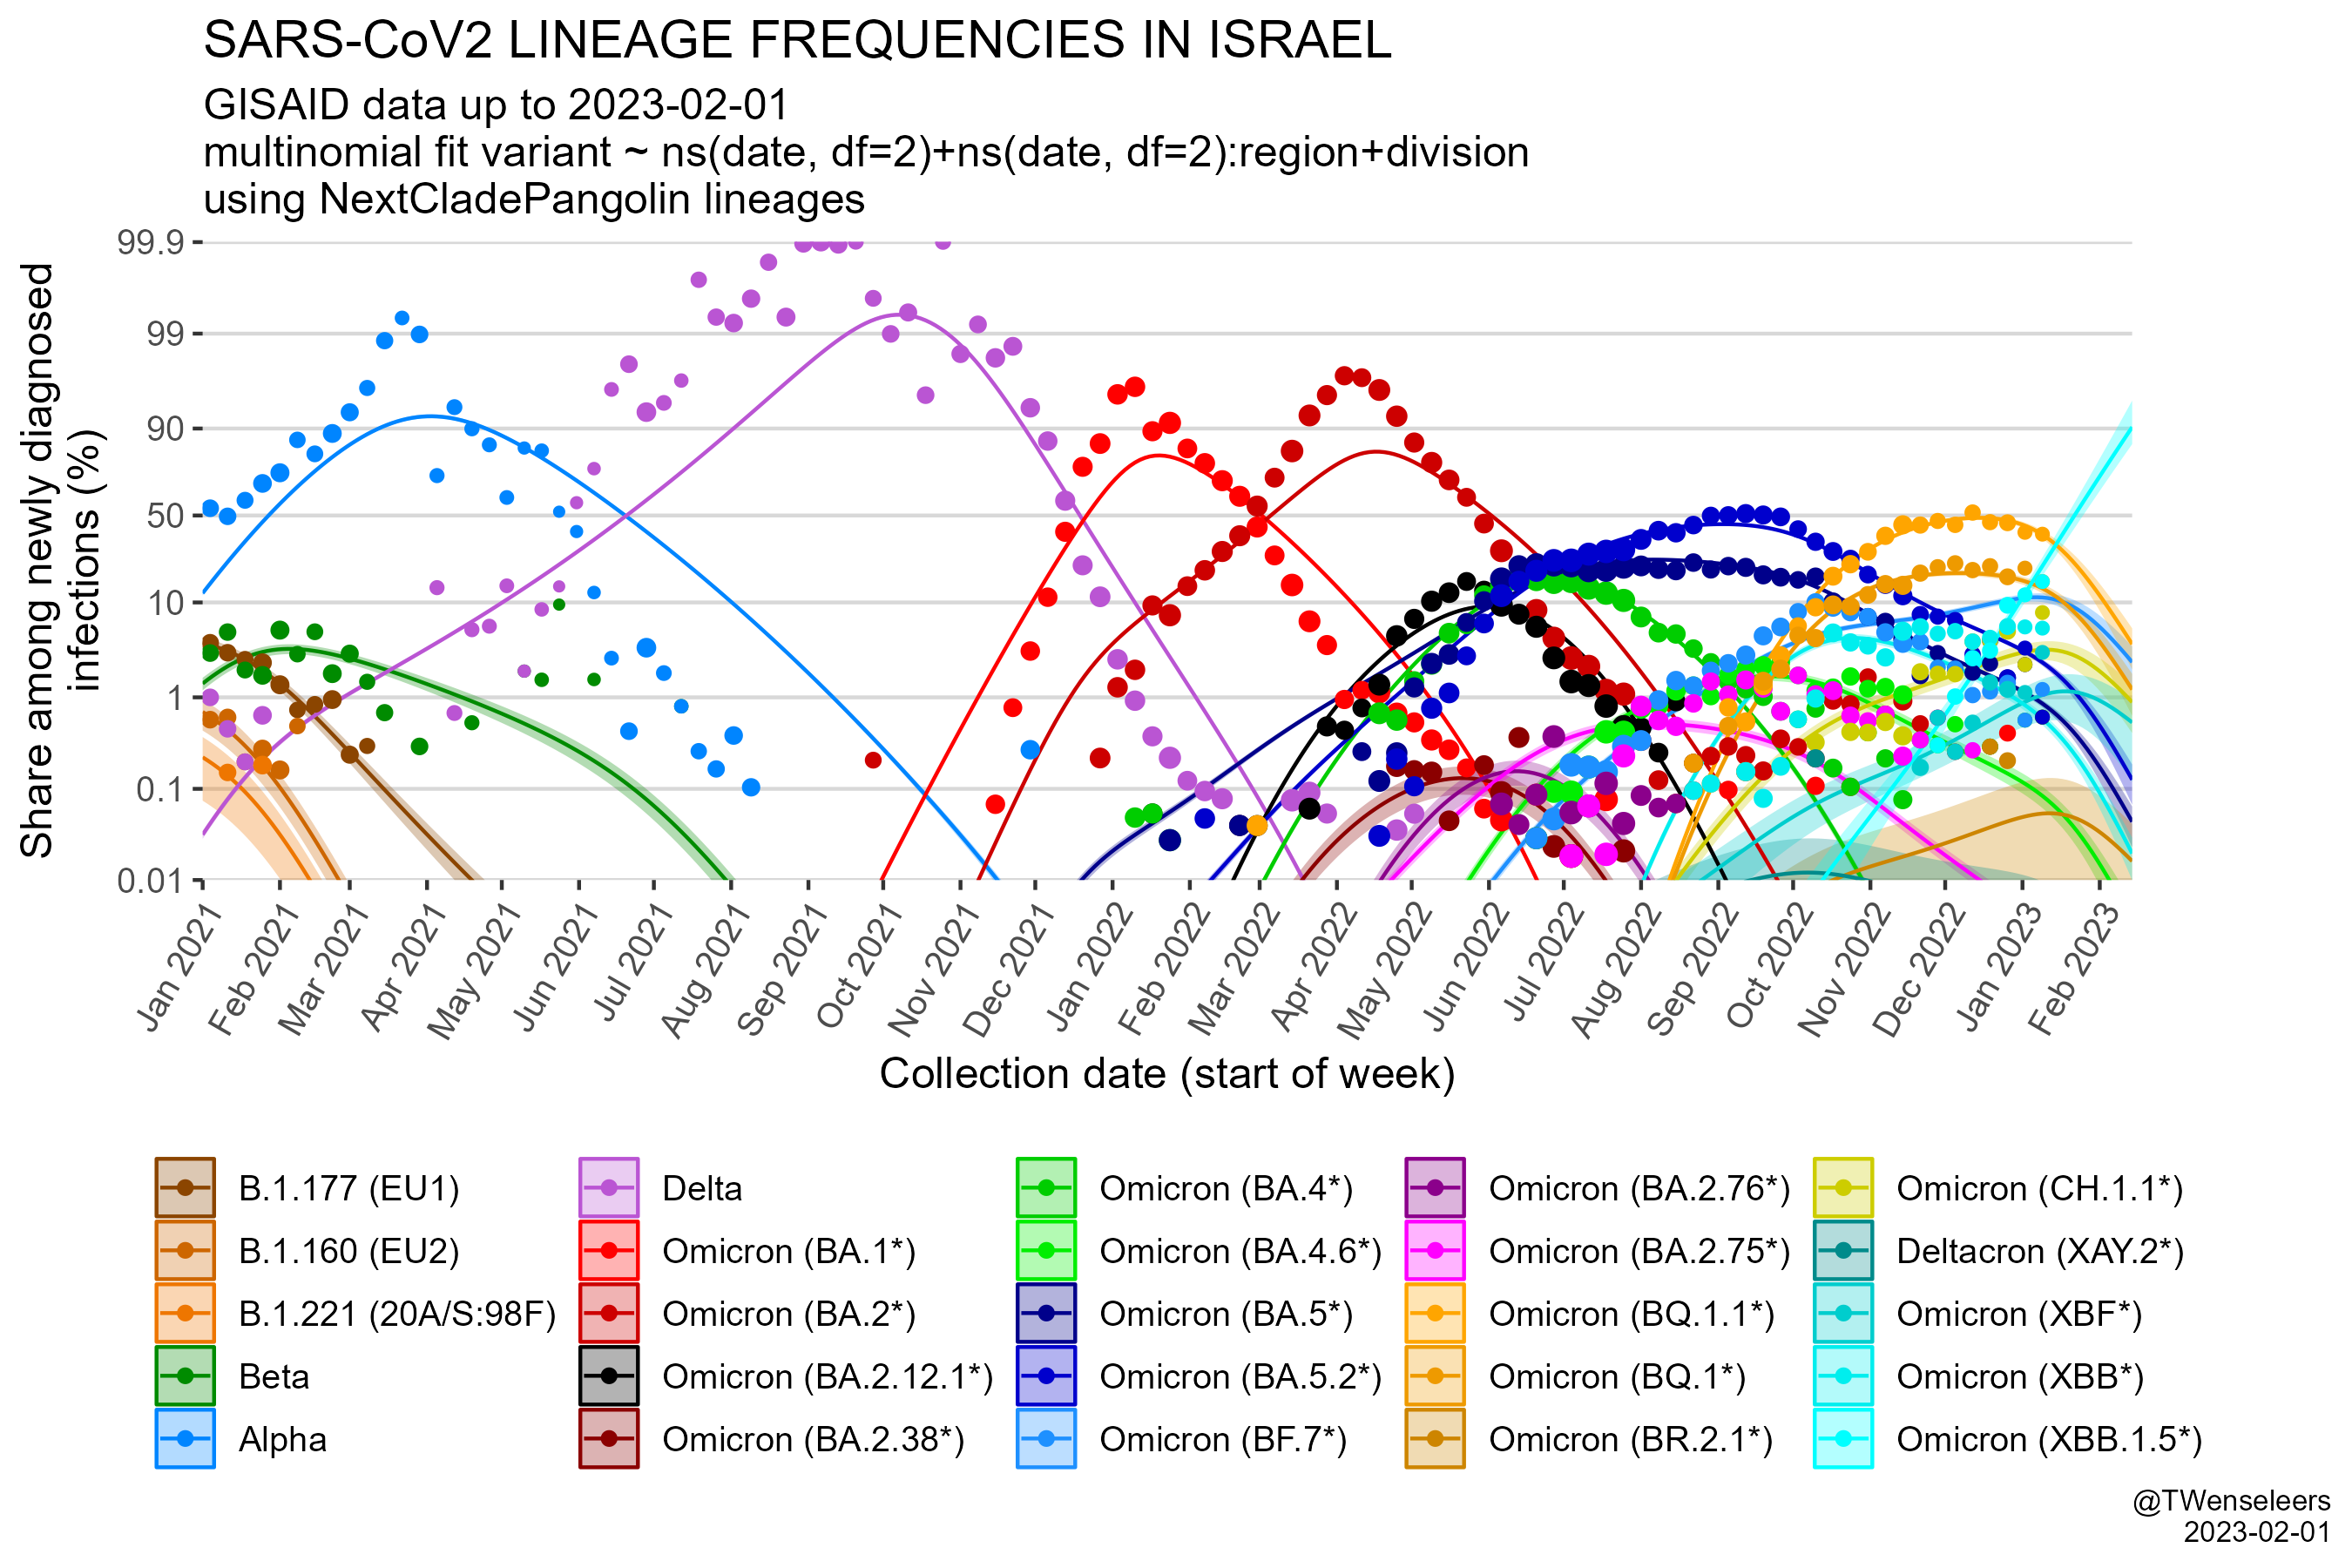 SARS-CoV2 LINEAGE FREQUENCIES IN ISRAEL
GISAID data up to 2023-02-01
multinomial fit variant ~ ns(date, df=2)+ns(date, df=2):region+division
using NextCladePangolin lineages
Share among newly diagnosed
infections (%)
99.9
99
90
50
10
1
0.1
0.01
Jan 2021
Feb 2021
Mar 2021
Apr 2021
May 2021
Jun 2021
Jul 2021
Aug 2021
Sep 2021
Oct 2021
Nov 2021
Dec 2021
Jan 2022
Feb 2022
Mar 2022
Apr 2022
May 2022
Jun 2022
Jul 2022
Aug 2022
Sep 2022
Oct 2022
Nov 2022
Dec 2022
Jan 2023
Feb 2023
Collection date (start of week)
B.1.177 (EU1)
B.1.160 (EU2)
B.1.221 (20A/S:98F)
Beta
Alpha
Delta
Omicron (BA.1*)
Omicron (BA.2*)
Omicron (BA.2.12.1*)
Omicron (BA.2.38*)
Omicron (BA.4*)
Omicron (BA.4.6*)
Omicron (BA.5*)
Omicron (BA.5.2*)
Omicron (BF.7*)
Omicron (BA.2.76*)
Omicron (BA.2.75*)
Omicron (BQ.1.1*)
Omicron (BQ.1*)
Omicron (BR.2.1*)
Omicron (CH.1.1*)
Deltacron (XAY.2*)
Omicron (XBF*)
Omicron (XBB*)
Omicron (XBB.1.5*)
@TWenseleers
2023-02-01